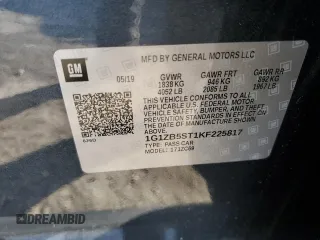 GM
MFD BY GENERAL MOTORS LLC
05/19
GVWR GAWR FRT GAWR RR
1838 KG 946 KG 892 KG
4052 LB 2085 LB 1967 LB
THIS VEHICLE CONFORMS TO ALL APPLICABLE
U.S. FEDERAL MOTOR VEHICLE
SAFETY, BUMPER, AND THEFT
PREVENTION STANDARDS IN
EFFECT ON THE DATE OF
MANUFACTURE SHOWN ABOVE.
1G1ZB5ST1KF225817
TYPE: PASS CAR
MODEL: 1ZC69
DREAMBID